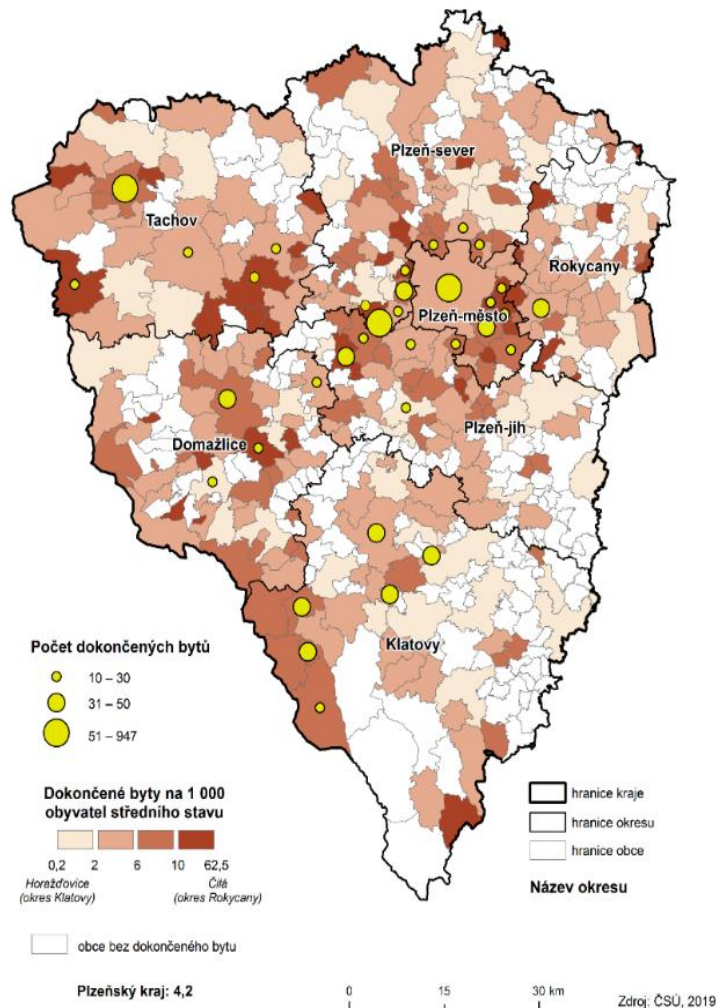 Plzeň-sever
Tachov
Rokycany
Plzeň-město
Plzeň-jih
Domažlice
Klatovy
Počet dokončených bytů
10 – 30
31 – 50
51 – 947
Dokončené byty na 1 000
obyvatel středního stavu
0,2 2 6 10 62,5
Horažďovice Čilá
(okres Klatovy) (okres Rokycany)
obce bez dokončeného bytu
Plzeňský kraj: 4,2
hranice kraje
hranice okresu
hranice obce
Název okresu
0 15 30 km
Zdroj: ČSÚ, 2019